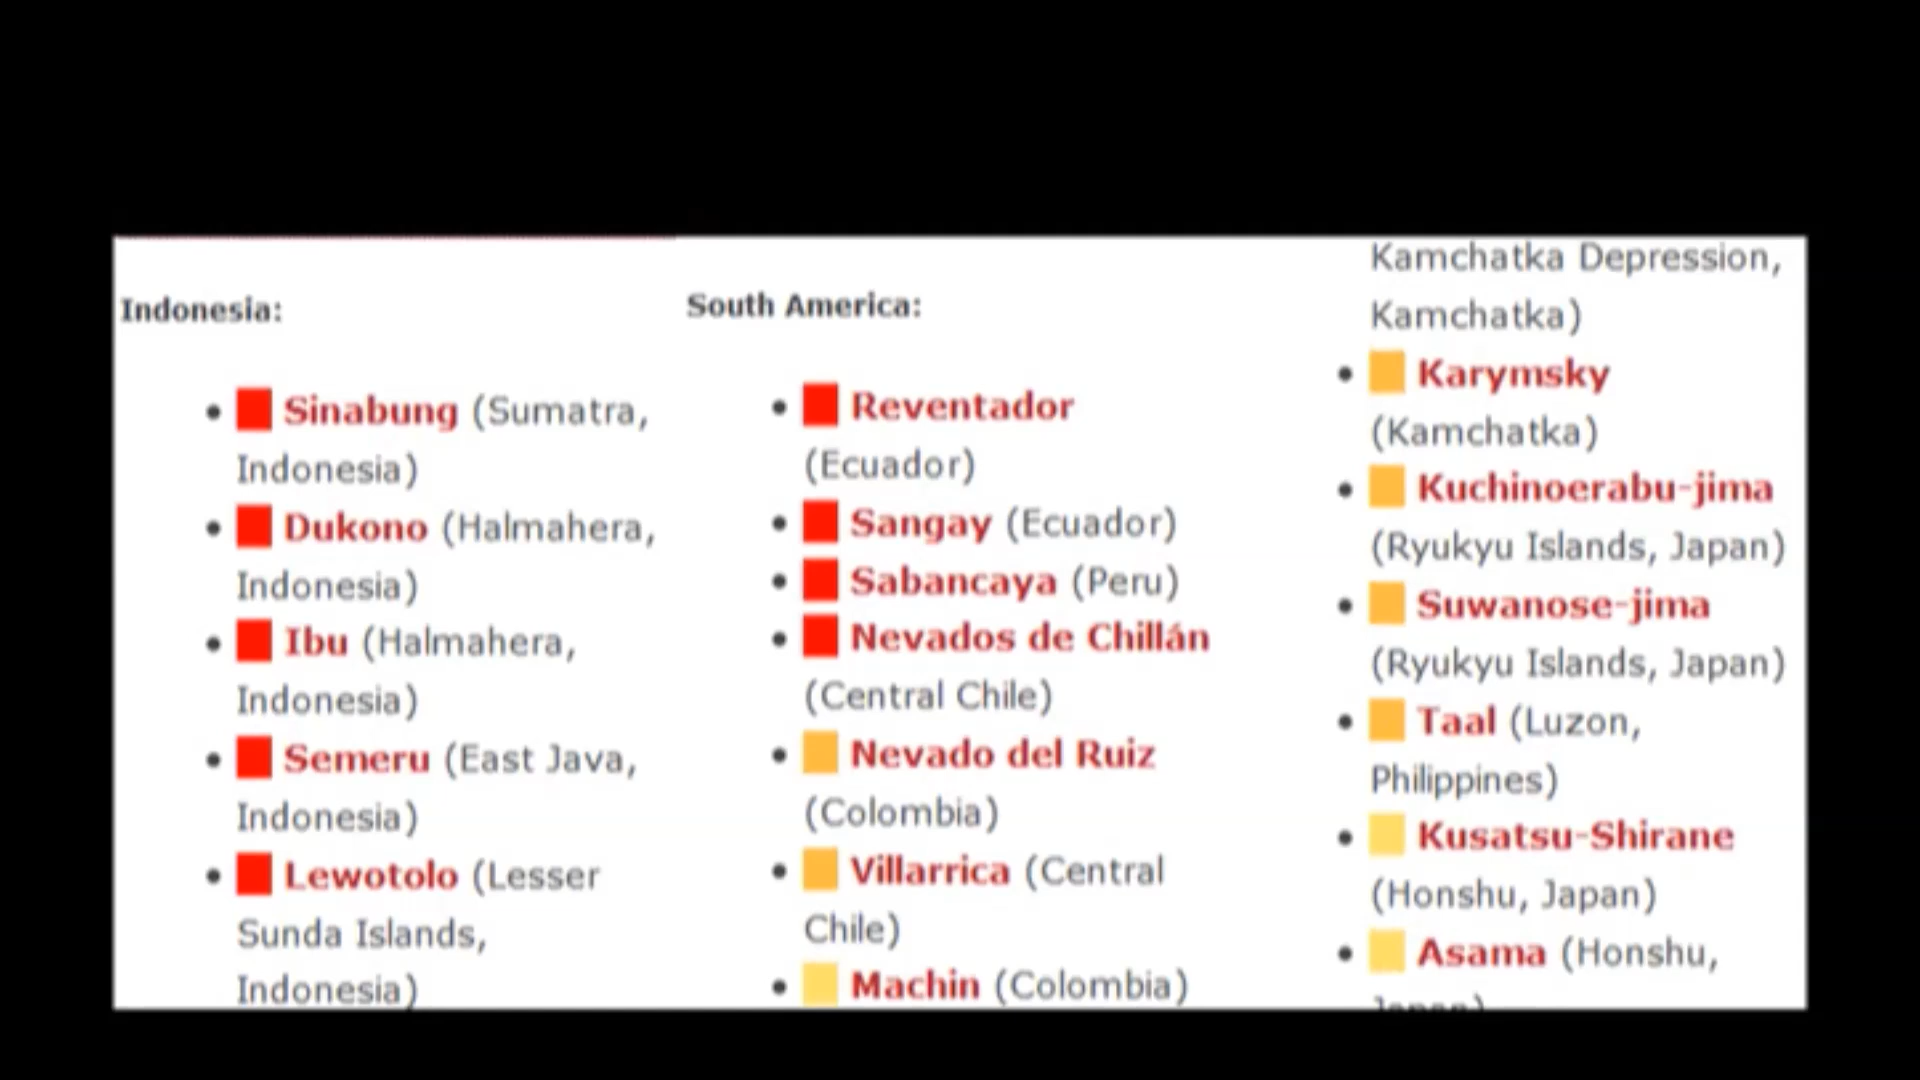 Indonesia:
Sinabung (Sumatra,
Indonesia)
Dukono (Halmahera,
Indonesia)
Ibu (Halmahera,
Indonesia)
Semeru (East Java,
Indonesia)
Lewotolo (Lesser
Sunda Islands,
Indonesia)
South America:
Reventador
(Ecuador)
Sangay (Ecuador)
Sabancaya (Peru)
Nevados de Chillán
(Central Chile)
Nevado del Ruiz
(Colombia)
Villarrica (Central
Chile)
Machin (Colombia)
Kamchatka Depression,
Kamchatka)
Karymsky
(Kamchatka)
Kuchinoerabu-jima
(Ryukyu Islands, Japan)
Suwanose-jima
(Ryukyu Islands, Japan)
Taal (Luzon,
Philippines)
Kusatsu-Shirane
(Honshu, Japan)
Asama (Honshu,
Japan)